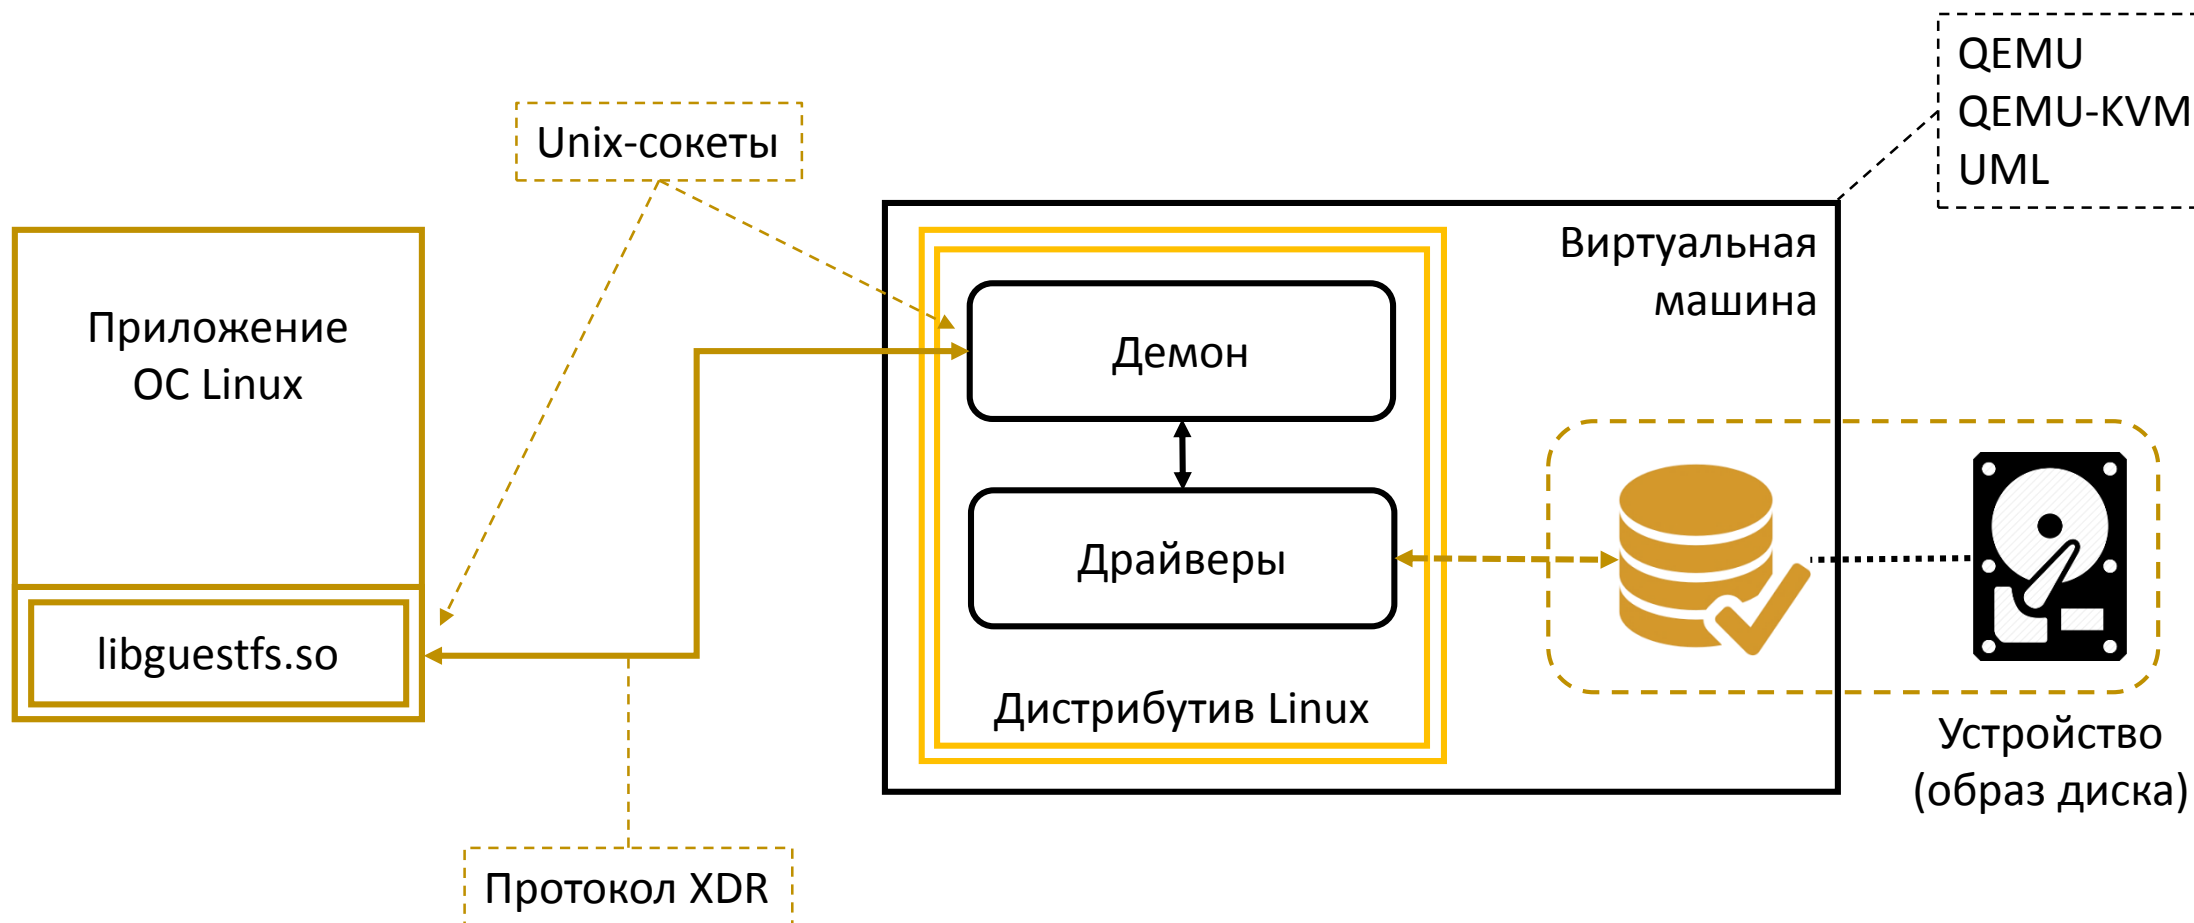 QEMU
QEMU-KVM
UML
Unix-сокеты
Виртуальная
машина
Приложение
ОС Linux
Демон
Драйверы
libguestfs.so
Дистрибутив Linux
Устройство
(образ диска)
Протокол XDR